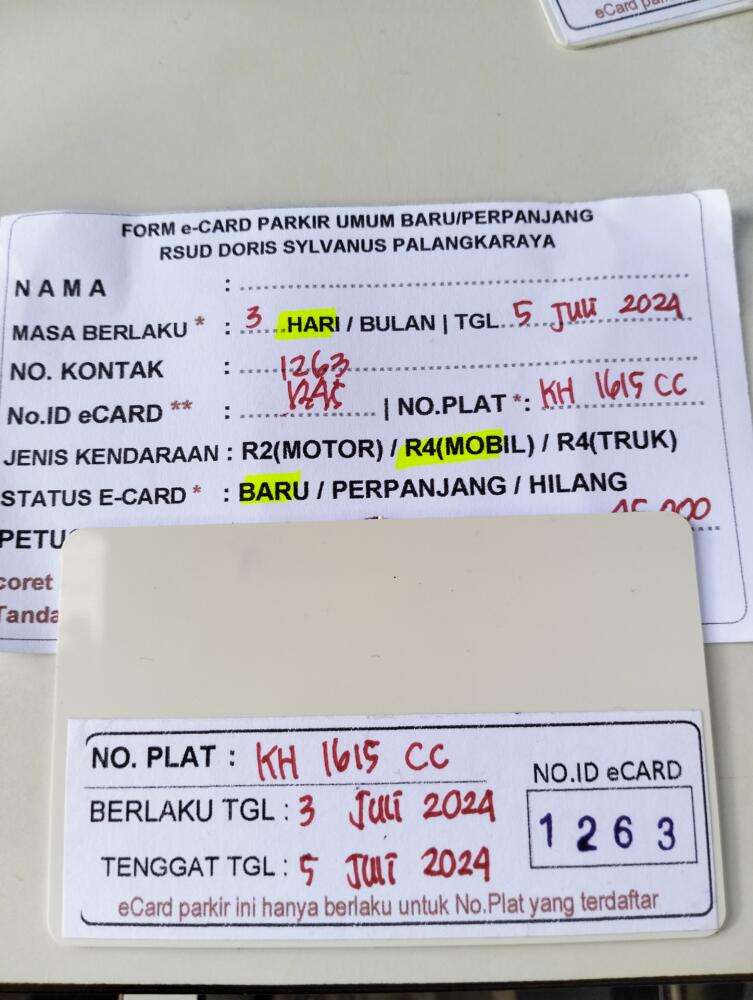 eCard par
FORM e-CARD PARKIR UMUM BARU/PERPANJANG
RSUD DORIS SYLVANUS PALANGKARAYA
NAMA :
MASA BERLAKU * : 3 HARI / BULAN | TGL. 5 JULI 2024
NO. KONTAK :
1263
No.ID eCARD ** : | NO.PLAT *: KH 1615 CC
JENIS KENDARAAN : R2(MOTOR) / R4(MOBIL) / R4(TRUK)
STATUS E-CARD * : BARU / PERPANJANG / HILANG
PETU
coret
Tanda
NO. PLAT : KH 1615 CC
BERLAKU TGL : 3 JULI 2024
TENGGAT TGL : 5 JULI 2024
NO.ID eCARD
1263
eCard parkir ini hanya berlaku untuk No.Plat yang terdaftar